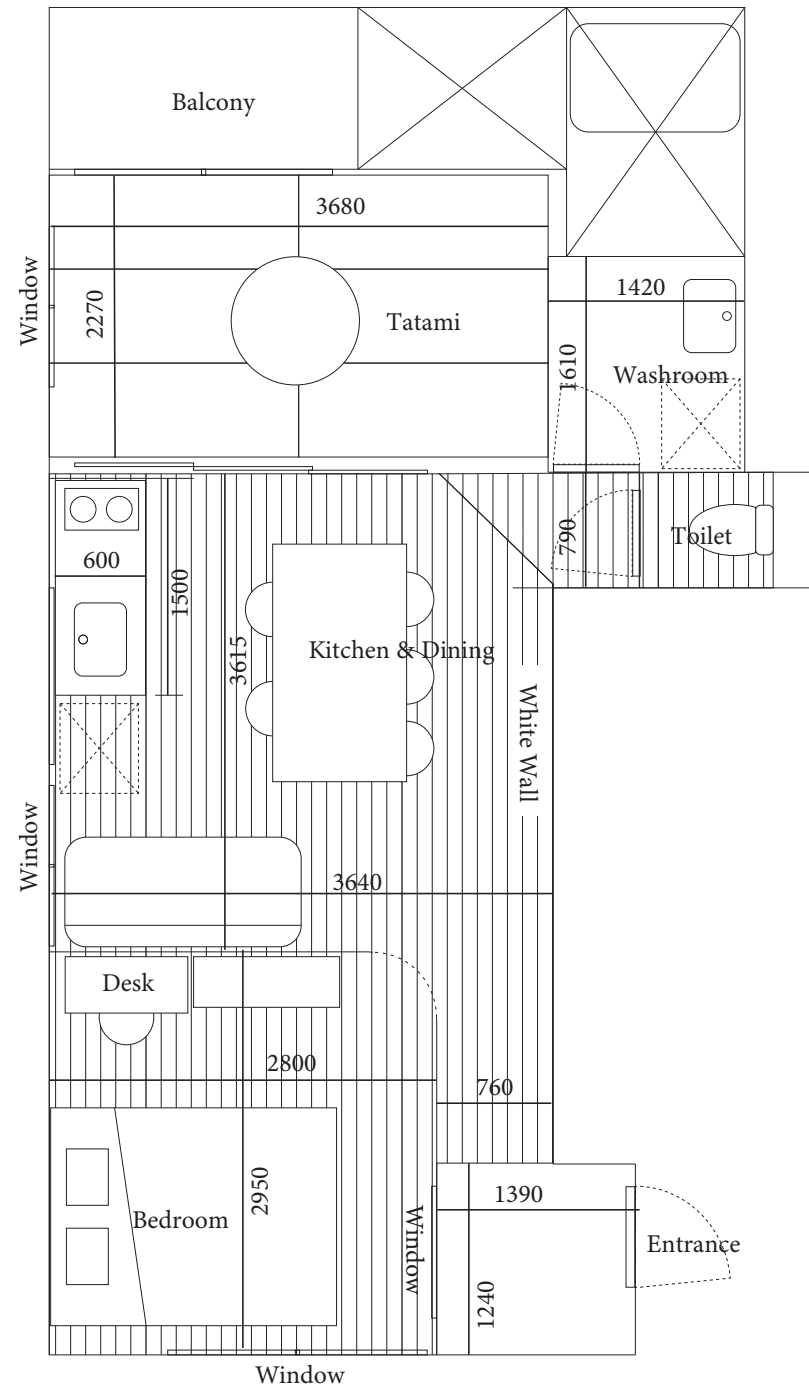 Balcony
3680
Window
2270
Tatami
1420
1610
Washroom
790
Toilet
600
1500
3615
Kitchen & Dining
White Wall
Window
3640
Desk
2800
760
2950
Bedroom
Window
1390
Entrance
1240
Window